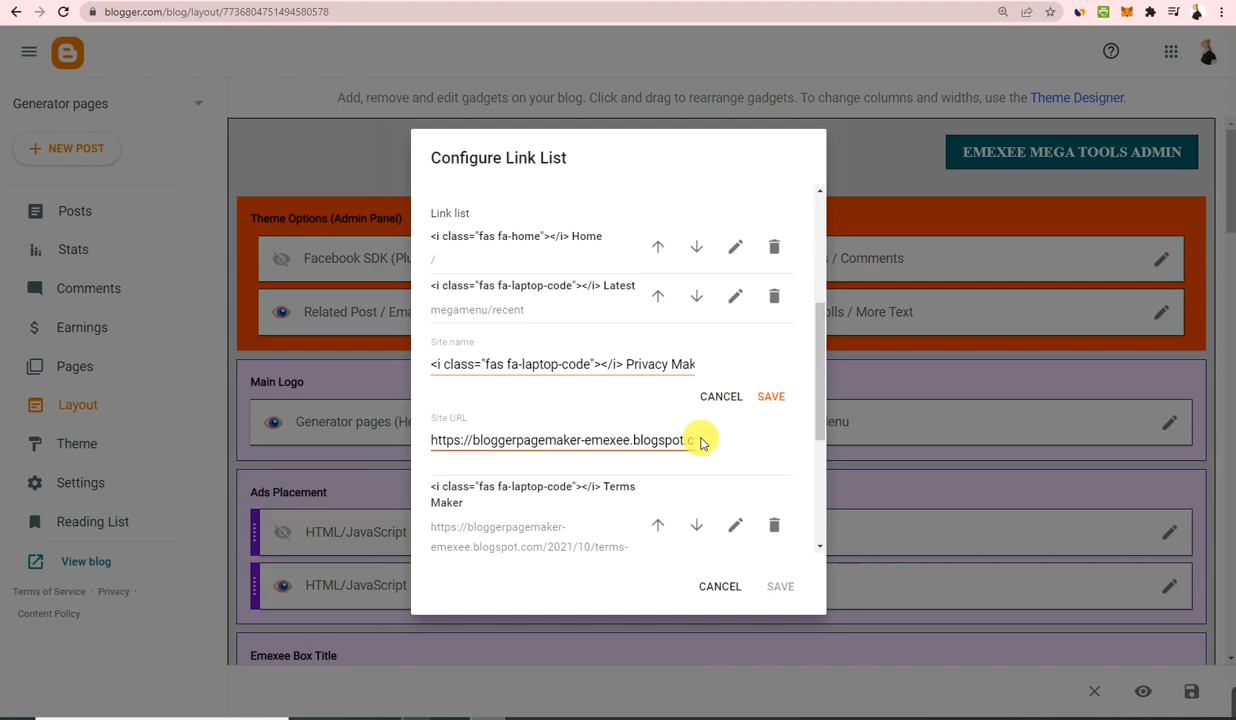 blogger.com/blog/layout/7736804751494580578
Generator pages
NEW POST
Posts
Stats
Comments
Earnings
Pages
Layout
Theme
Settings
Reading List
View blog
Terms of Service · Privacy ·
Content Policy
Add, remove and edit gadgets on your blog. Click and drag to rearrange gadgets. To change columns and widths, use the Theme Designer.
EMEXEE MEGA TOOLS ADMIN
Theme Options (Admin Panel)
Facebook SDK (Plu
s / Comments
Related Post / Ema
olls / More Text
Main Logo
Generator pages (He
enu
Ads Placement
HTML/JavaScript
HTML/JavaScript
Emexee Box Title
Configure Link List
Link list
<i class="fas fa-home"></i> Home
/
<i class="fas fa-laptop-code"></i> Latest
megamenu/recent
Site name
<i class="fas fa-laptop-code"></i> Privacy Mak
CANCEL SAVE
Site URL
https://bloggerpagemaker-emexee.blogspot.c
<i class="fas fa-laptop-code"></i> Terms
Maker
https://bloggerpagemaker-
emexee.blogspot.com/2021/10/terms-
CANCEL SAVE